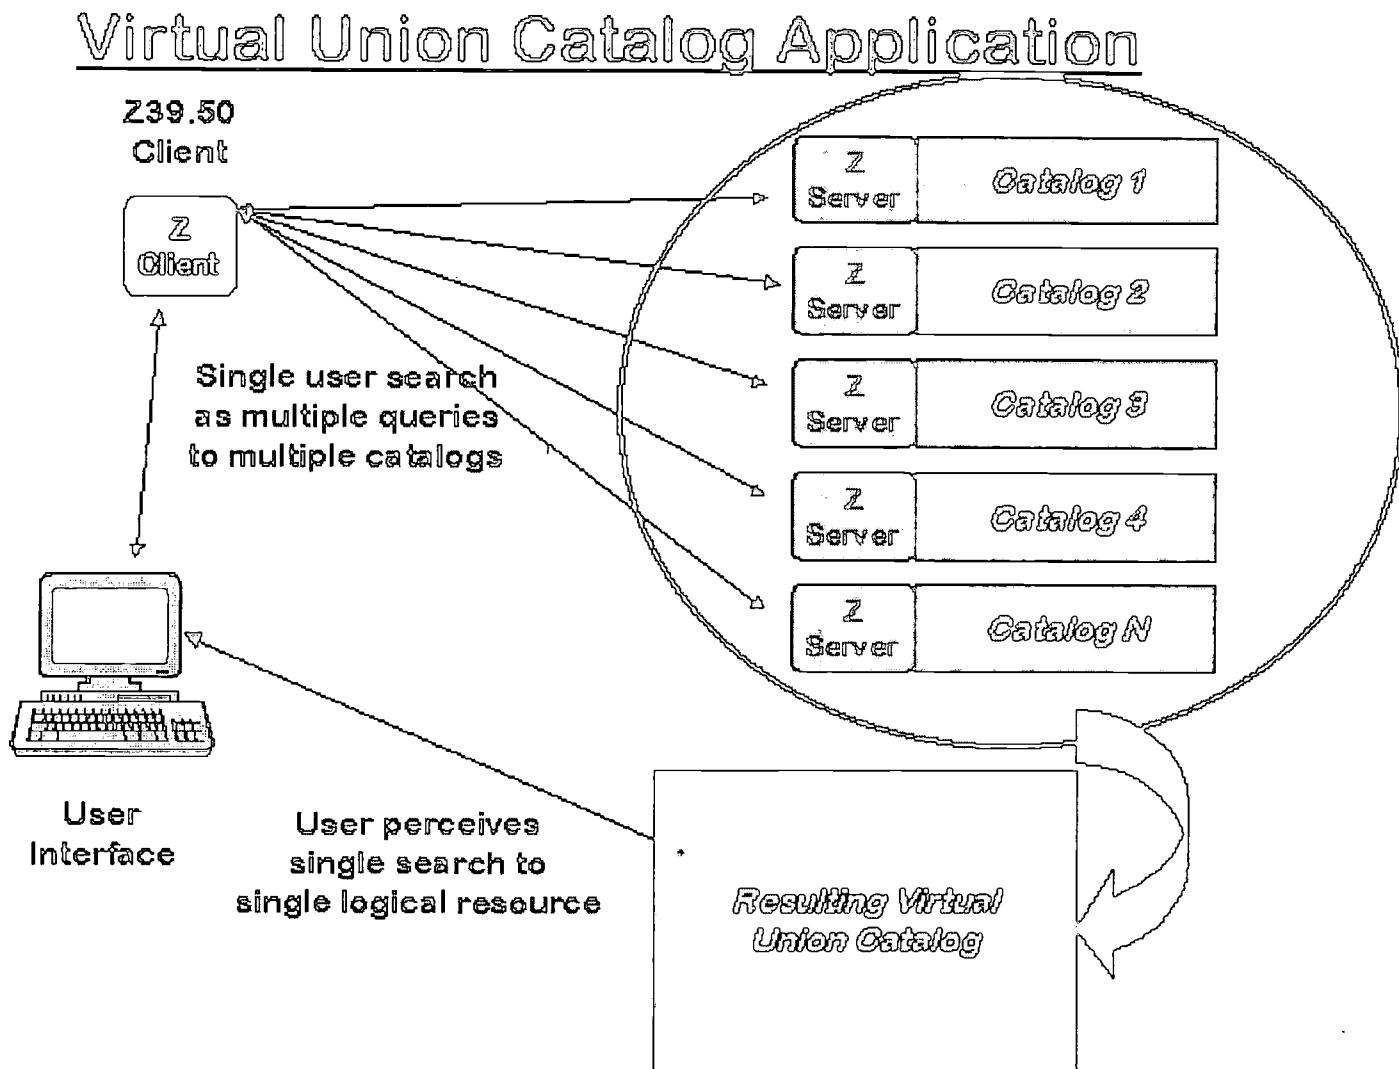 Virtual Union Catalog Application
Z39.50
Client
Z
Client
Z
Server
Catalog 1
Z
Server
Catalog 2
Z
Server
Catalog 3
Z
Server
Catalog 4
Z
Server
Catalog N
Single user search
as multiple queries
to multiple catalogs
User
Interface
User perceives
single search to
single logical resource
Resulting Virtual
Union Catalog